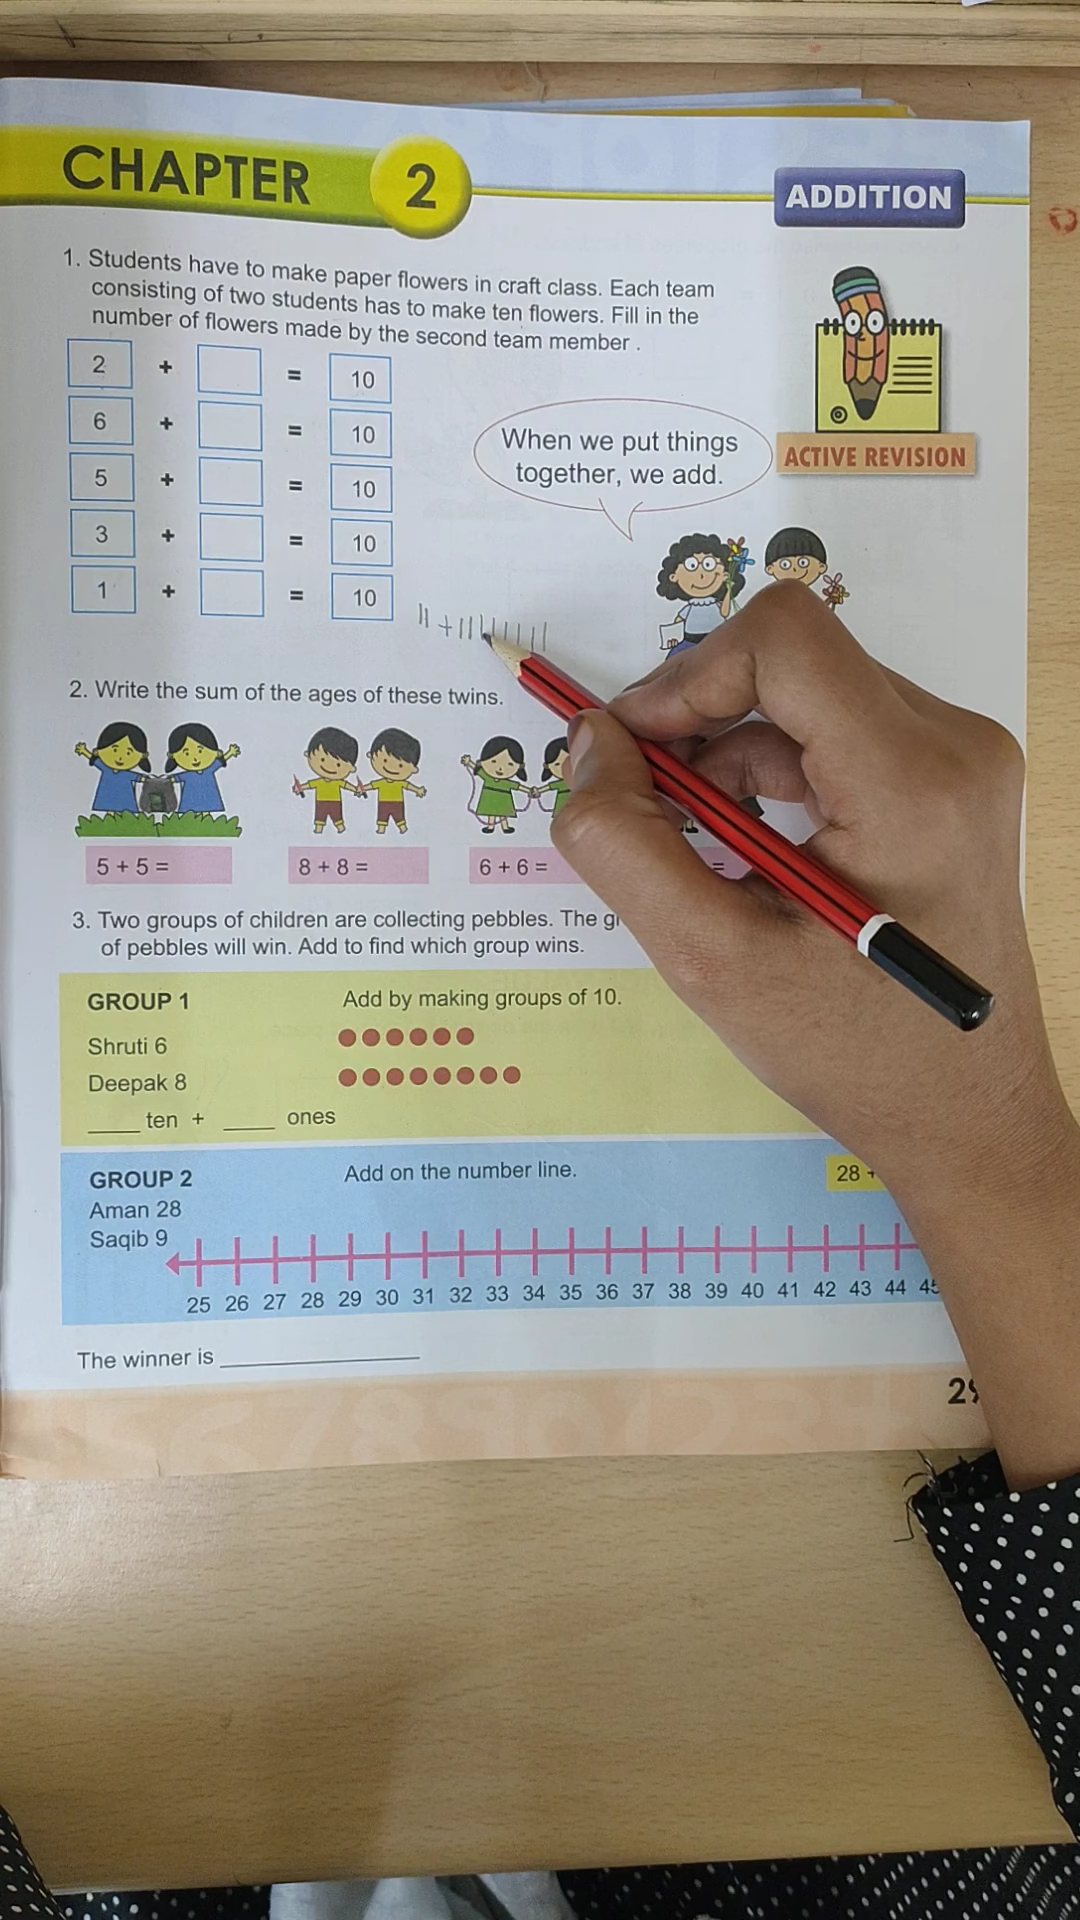 CHAPTER 2
ADDITION
1. Students have to make paper flowers in craft class. Each team
consisting of two students has to make ten flowers. Fill in the
number of flowers made by the second team member .
2 + = 10
6 + = 10
5 + = 10
3 + = 10
1 + = 10
When we put things
together, we add.
ACTIVE REVISION
2. Write the sum of the ages of these twins.
5 + 5 =
8 + 8 =
6 + 6 =
=
3. Two groups of children are collecting pebbles. The
of pebbles will win. Add to find which group wins.
GROUP 1
Add by making groups of 10.
Shruti 6
Deepak 8
____ ten + ____ ones
GROUP 2
Add on the number line.
28 +
Aman 28
Saqib 9
25 26 27 28 29 30 31 32 33 34 35 36 37 38 39 40 41 42 43 44 45
The winner is ________________